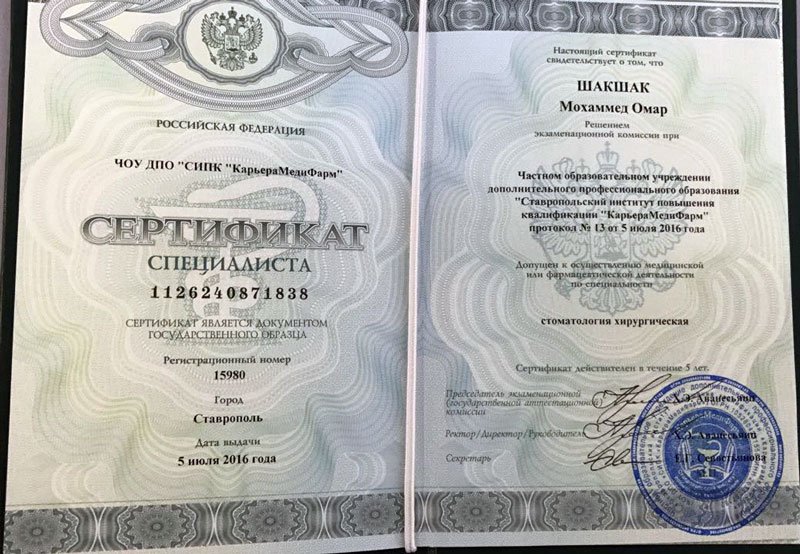 РОССИЙСКАЯ ФЕДЕРАЦИЯ
ЧОУ ДПО "СИПК "КарьераМедиФарм"
СЕРТИФИКАТ
СПЕЦИАЛИСТА
1126240871838
СЕРТИФИКАТ ЯВЛЯЕТСЯ ДОКУМЕНТОМ
ГОСУДАРСТВЕННОГО ОБРАЗЦА
Регистрационный номер
15980
Город
Ставрополь
Дата выдачи
5 июля 2016 года
Настоящий сертификат
свидетельствует о том, что
ШАКШАК
Мохаммед Омар
Решением
экзаменационной комиссии при
Частном образовательном учреждении
дополнительного профессионального образования
"Ставропольский институт повышения
квалификации "КарьераМедиФарм"
протокол № 13 от 5 июля 2016 года
Допущен к осуществлению медицинской
или фармацевтической деятельности
по специальности
стоматология хирургическая
Сертификат действителен в течение 5 лет.
Председатель экзаменационной
(государственной аттестационной)
комиссии
Х.Э. Аванесьянц
Ректор/Директор/Руководитель
Х.Э. Аванесьянц
Секретарь
Е.Г. Севостьянова